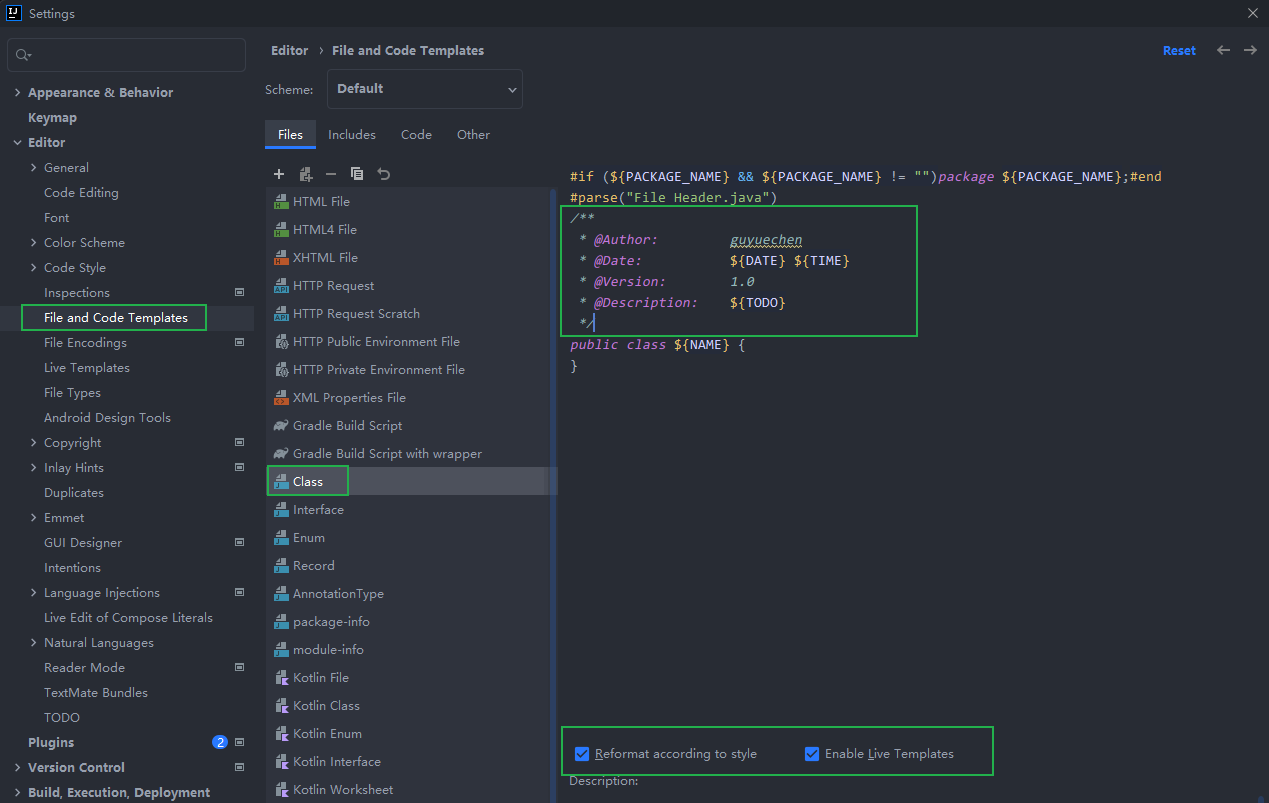 IJ
Settings
Editor › File and Code Templates
Reset
Scheme:
Default
Appearance & Behavior
Keymap
Editor
General
Code Editing
Font
Color Scheme
Code Style
Inspections
File and Code Templates
File Encodings
Live Templates
File Types
Android Design Tools
Copyright
Inlay Hints
Duplicates
Emmet
GUI Designer
Intentions
Language Injections
Live Edit of Compose Literals
Natural Languages
Reader Mode
TextMate Bundles
TODO
Plugins 2
Version Control
Build, Execution, Deployment
Files Includes Code Other
HTML File
HTML4 File
XHTML File
HTTP Request
HTTP Request Scratch
HTTP Public Environment File
HTTP Private Environment File
XML Properties File
Gradle Build Script
Gradle Build Script with wrapper
Class
Interface
Enum
Record
AnnotationType
package-info
module-info
Kotlin File
Kotlin Class
Kotlin Enum
Kotlin Interface
Kotlin Worksheet
#if (${PACKAGE_NAME} && ${PACKAGE_NAME} != "")package ${PACKAGE_NAME};#end
#parse("File Header.java")
/**
* @Author: guyuechen
* @Date: ${DATE} ${TIME}
* @Version: 1.0
* @Description: ${TODO}
*/
public class ${NAME} {
}
Reformat according to style Enable Live Templates
Description: